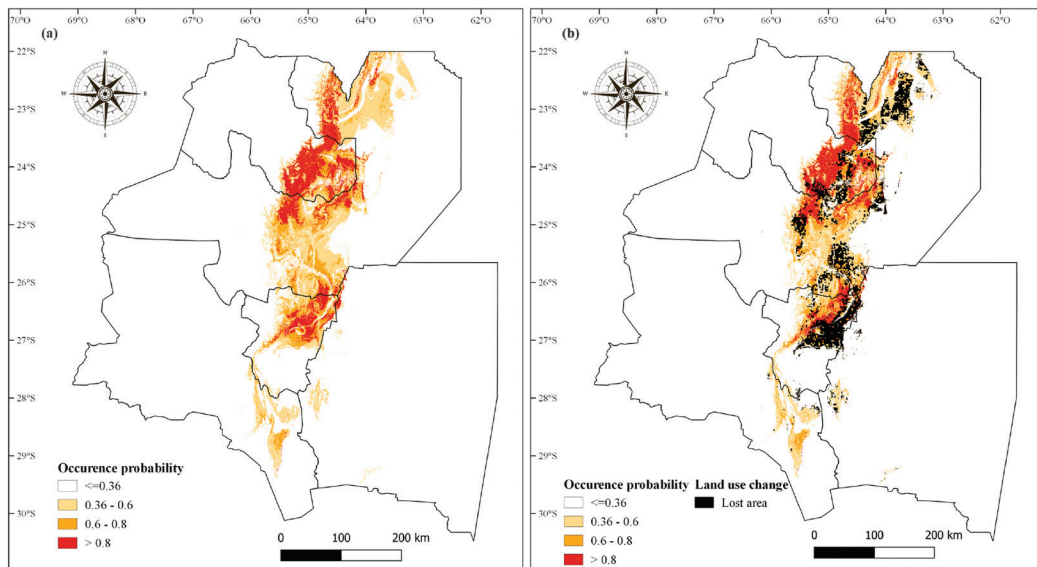 70°O 69°O 68°O 67°O 66°O 65°O 64°O 63°O 62°O
(a)
N
W E
S
22°S
23°S
24°S
25°S
26°S
27°S
28°S
29°S
30°S
Occurence probability
<=0.36
0.36 - 0.6
0.6 - 0.8
> 0.8
0 100 200 km
70°O 69°O 68°O 67°O 66°O 65°O 64°O 63°O 62°O
(b)
N
W E
S
22°S
23°S
24°S
25°S
26°S
27°S
28°S
29°S
30°S
Occurence probability Land use change
<=0.36 Lost area
0.36 - 0.6
0.6 - 0.8
> 0.8
0 100 200 km